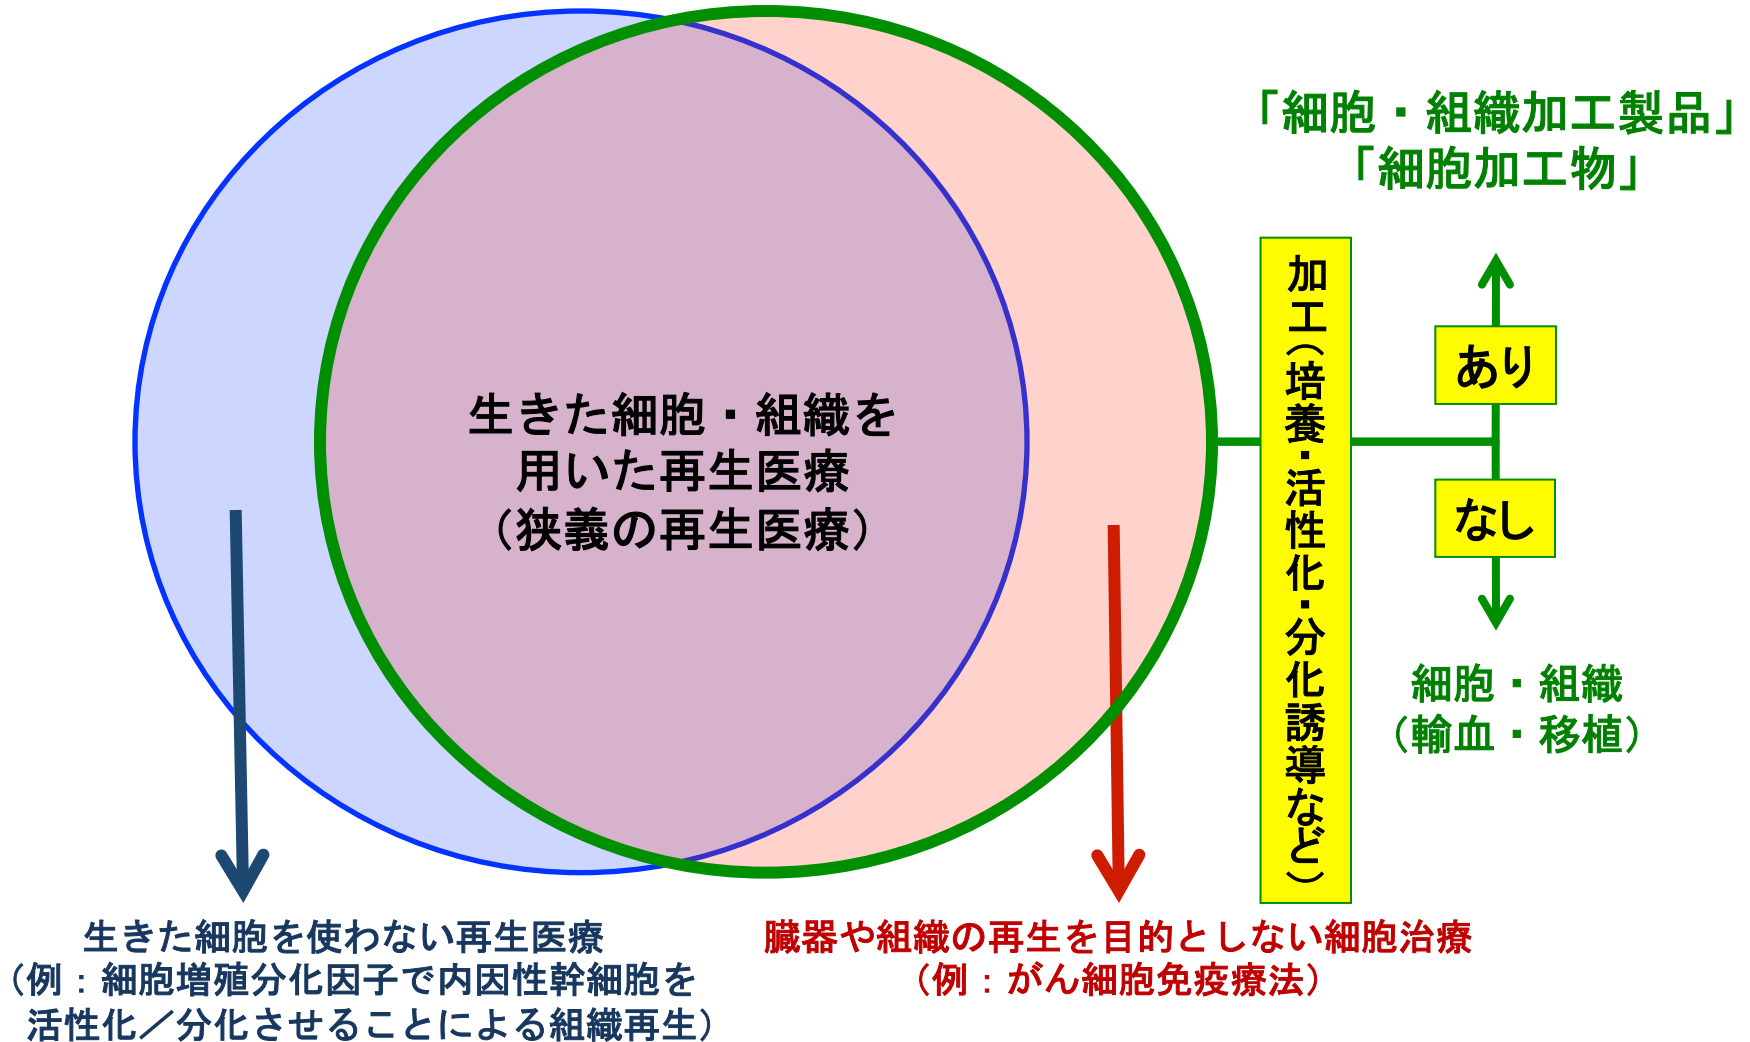 「細胞・組織加工製品」
「細胞加工物」
加工（培養・活性化・分化誘導など）
あり
なし
細胞・組織
（輸血・移植）
生きた細胞・組織を
用いた再生医療
（狭義の再生医療）
生きた細胞を使わない再生医療
（例：細胞増殖分化因子で内因性幹細胞を
活性化／分化させることによる組織再生）
臓器や組織の再生を目的としない細胞治療
（例：がん細胞免疫療法）